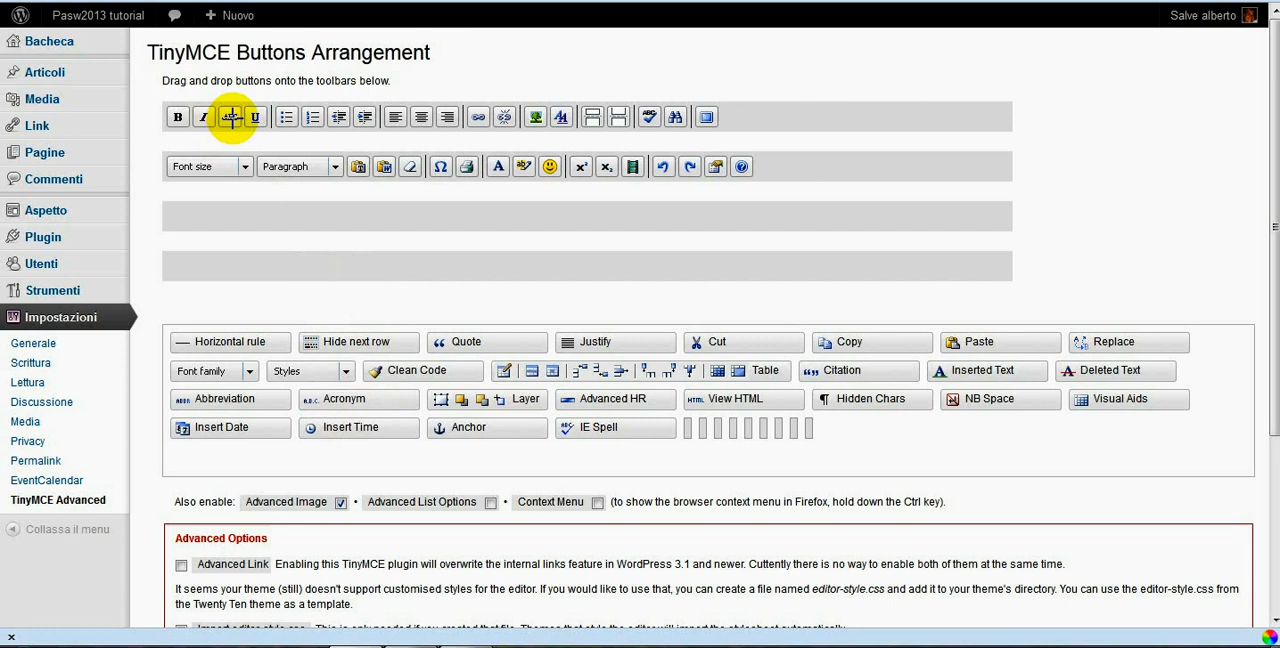 Pasw2013 tutorial
Nuovo
Salve alberto
Bacheca
Articoli
Media
Link
Pagine
Commenti
Aspetto
Plugin
Utenti
Strumenti
Impostazioni
Generale
Scrittura
Lettura
Discussione
Media
Privacy
Permalink
EventCalendar
TinyMCE Advanced
Collassa il menu
TinyMCE Buttons Arrangement
Drag and drop buttons onto the toolbars below.
B I U
Font size Paragraph
Horizontal rule Hide next row Quote Justify Cut Copy Paste Replace
Font family Styles Clean Code Table Citation Inserted Text Deleted Text
Abbreviation Acronym Layer Advanced HR HTML View HTML Hidden Chars NB Space Visual Aids
Insert Date Insert Time Anchor IE Spell
Also enable: Advanced Image • Advanced List Options • Context Menu (to show the browser context menu in Firefox, hold down the Ctrl key).
Advanced Options
Advanced Link Enabling this TinyMCE plugin will overwrite the internal links feature in WordPress 3.1 and newer. Cuttently there is no way to enable both of them at the same time.
It seems your theme (still) doesn't support customised styles for the editor. If you would like to use that, you can create a file named editor-style.css and add it to your theme's directory. You can use the editor-style.css from
the Twenty Ten theme as a template.